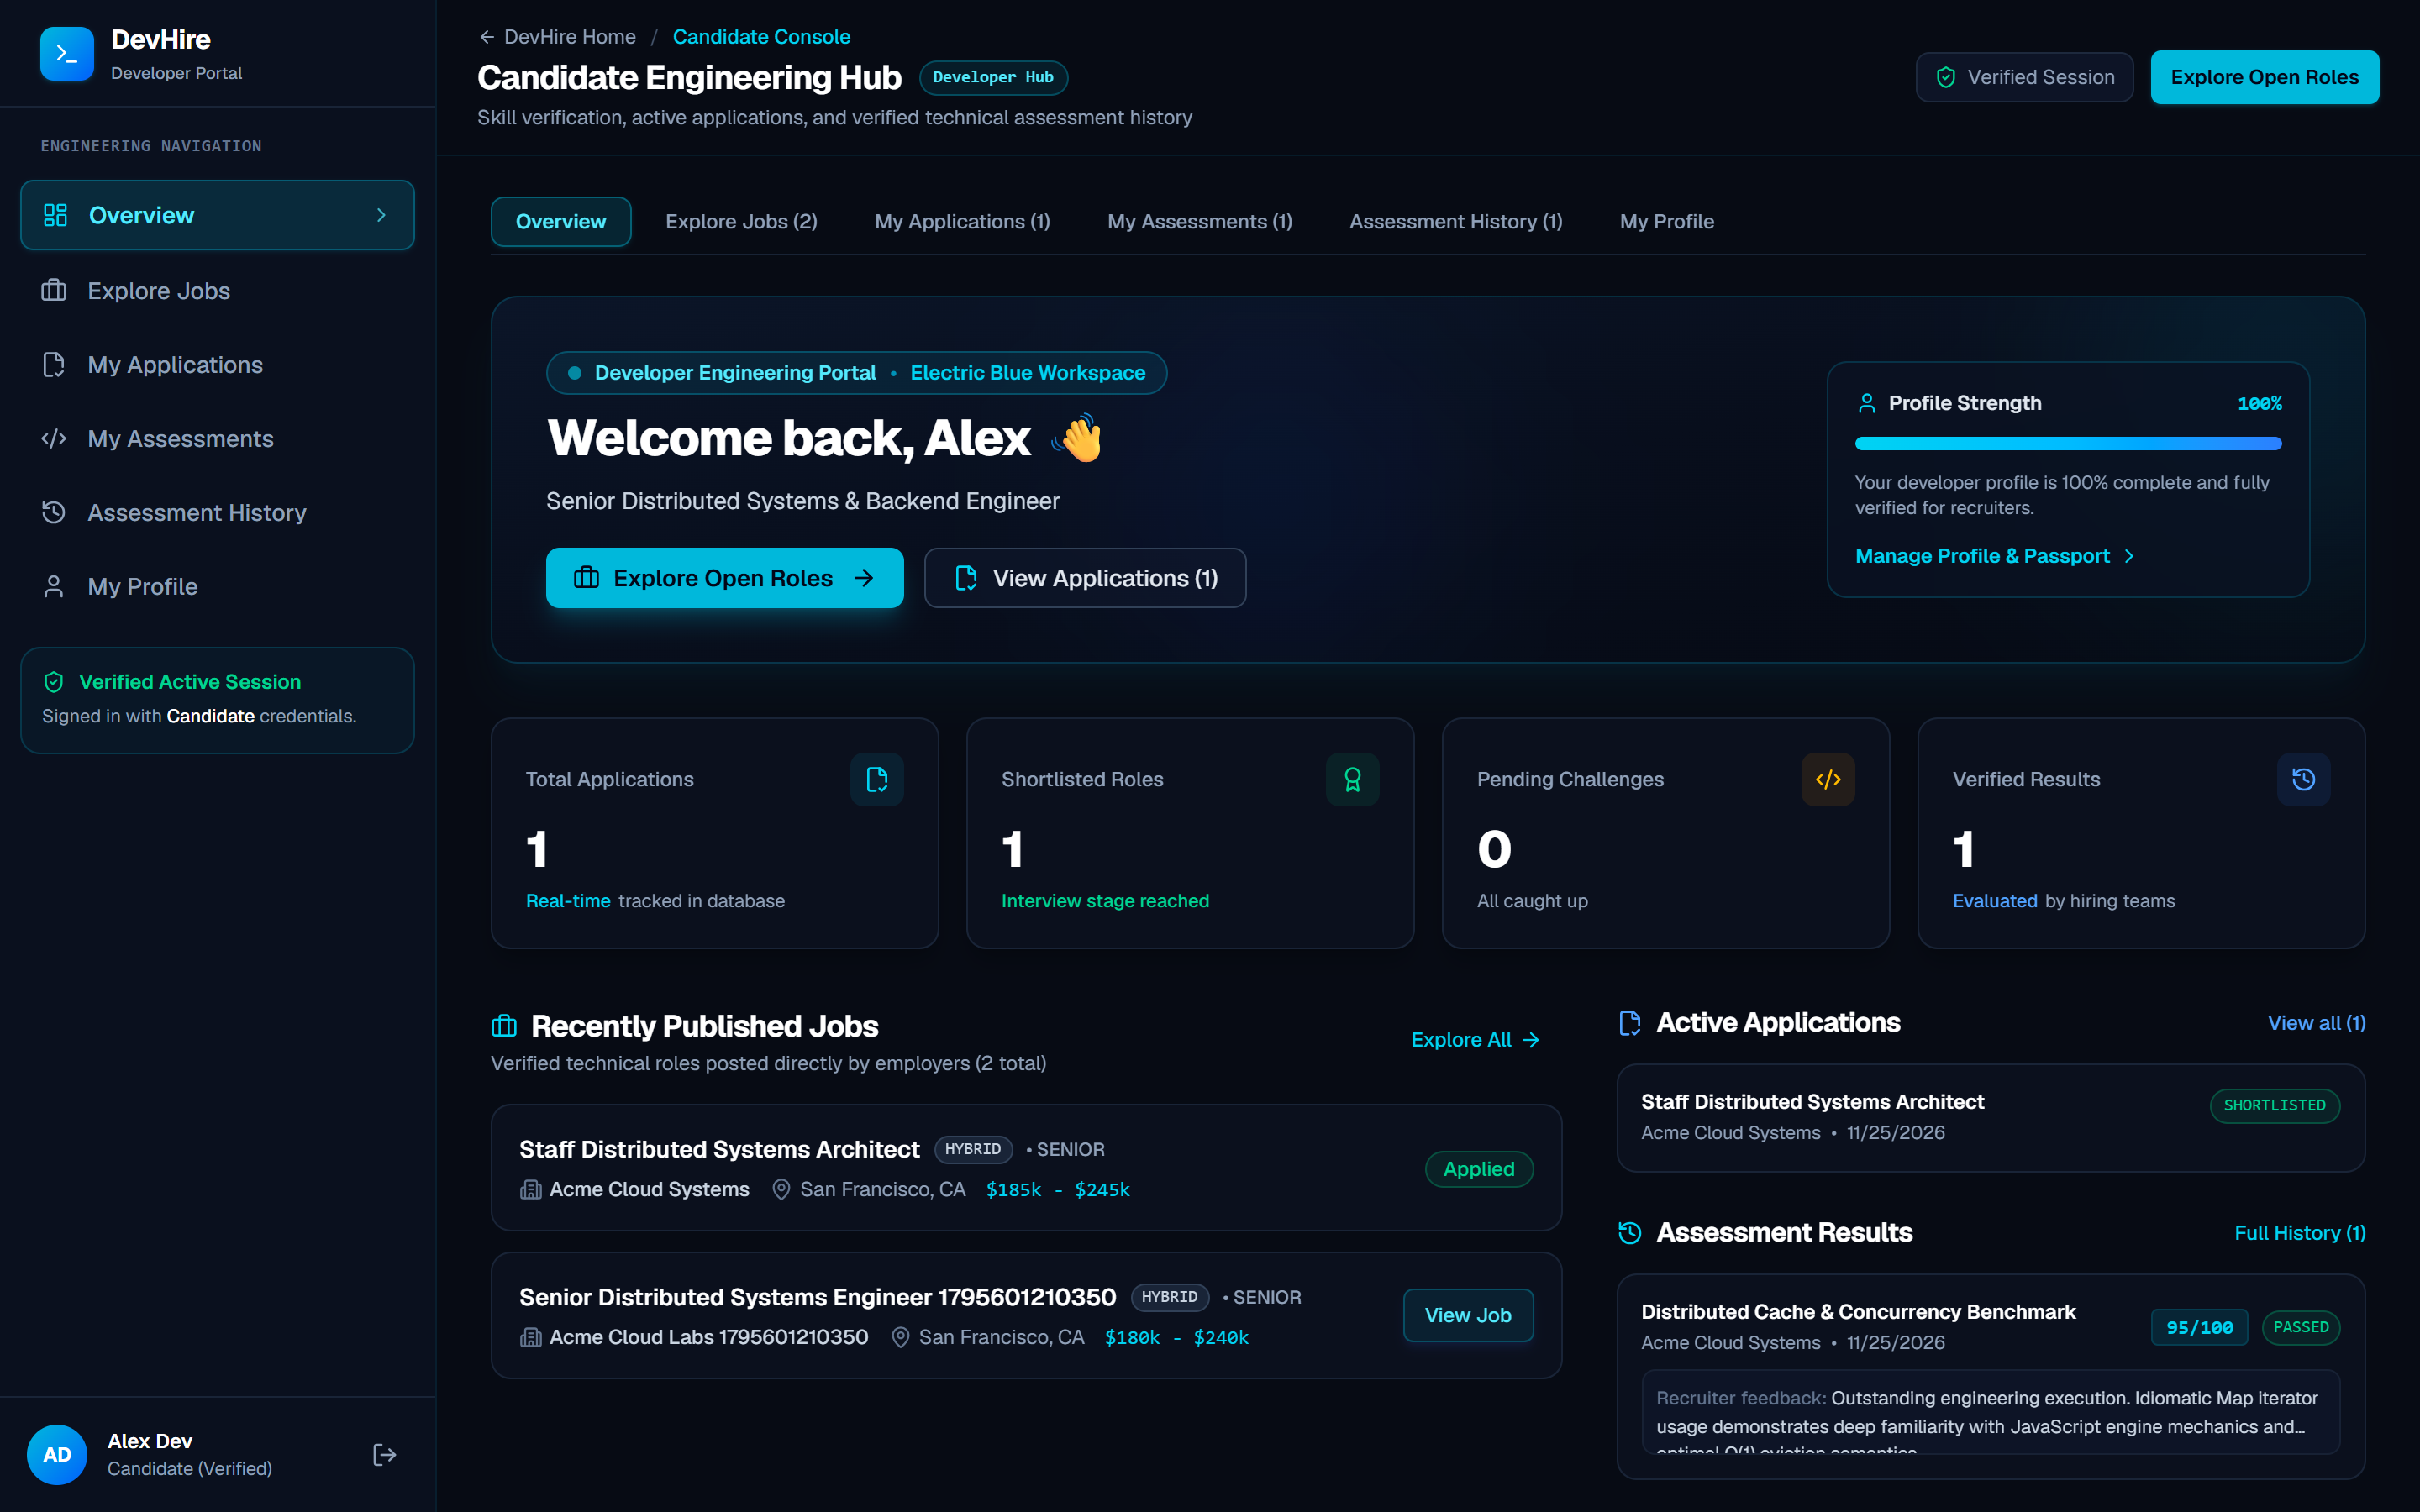 DevHire
Developer Portal
ENGINEERING NAVIGATION
Overview
Explore Jobs
My Applications
My Assessments
Assessment History
My Profile
Verified Active Session
Signed in with Candidate credentials.
AD
Alex Dev
Candidate (Verified)
DevHire Home / Candidate Console
Candidate Engineering Hub Developer Hub
Skill verification, active applications, and verified technical assessment history
Verified Session
Explore Open Roles
Overview Explore Jobs (2) My Applications (1) My Assessments (1) Assessment History (1) My Profile
Developer Engineering Portal • Electric Blue Workspace
Welcome back, Alex 👋
Senior Distributed Systems & Backend Engineer
Explore Open Roles
View Applications (1)
Profile Strength 100%
Your developer profile is 100% complete and fully
verified for recruiters.
Manage Profile & Passport
Total Applications
1
Real-time tracked in database
Shortlisted Roles
1
Interview stage reached
Pending Challenges
0
All caught up
Verified Results
1
Evaluated by hiring teams
Recently Published Jobs
Verified technical roles posted directly by employers (2 total)
Explore All
Staff Distributed Systems Architect HYBRID • SENIOR
Acme Cloud Systems San Francisco, CA $185k - $245k
Applied
Senior Distributed Systems Engineer 1795601210350 HYBRID • SENIOR
Acme Cloud Labs 1795601210350 San Francisco, CA $180k - $240k
View Job
Active Applications View all (1)
Staff Distributed Systems Architect
Acme Cloud Systems • 11/25/2026
SHORTLISTED
Assessment Results Full History (1)
Distributed Cache & Concurrency Benchmark
Acme Cloud Systems • 11/25/2026
95/100 PASSED
Recruiter feedback: Outstanding engineering execution. Idiomatic Map iterator
usage demonstrates deep familiarity with JavaScript engine mechanics and...